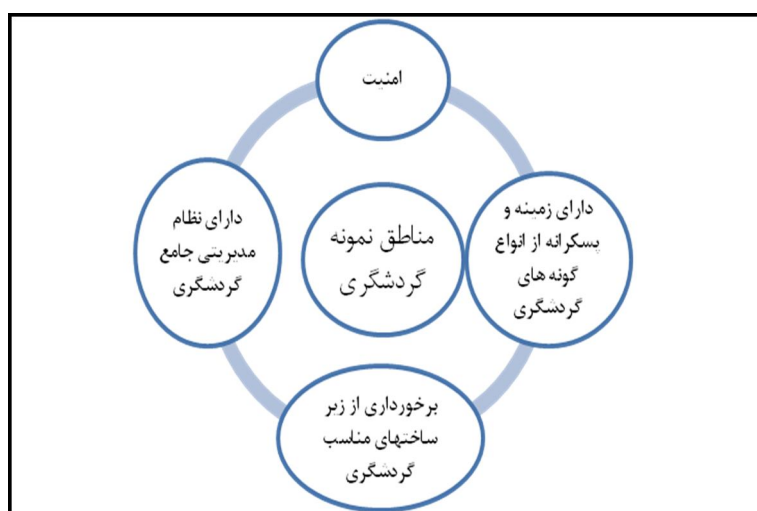 امنیت
دارای زمینه و
پسکرانه از انواع
گونه های
گردشگری
مناطق نمونه
گردشگری
دارای نظام
مدیریتی جامع
گردشگری
برخورداری از زیر
ساختهای مناسب
گردشگری